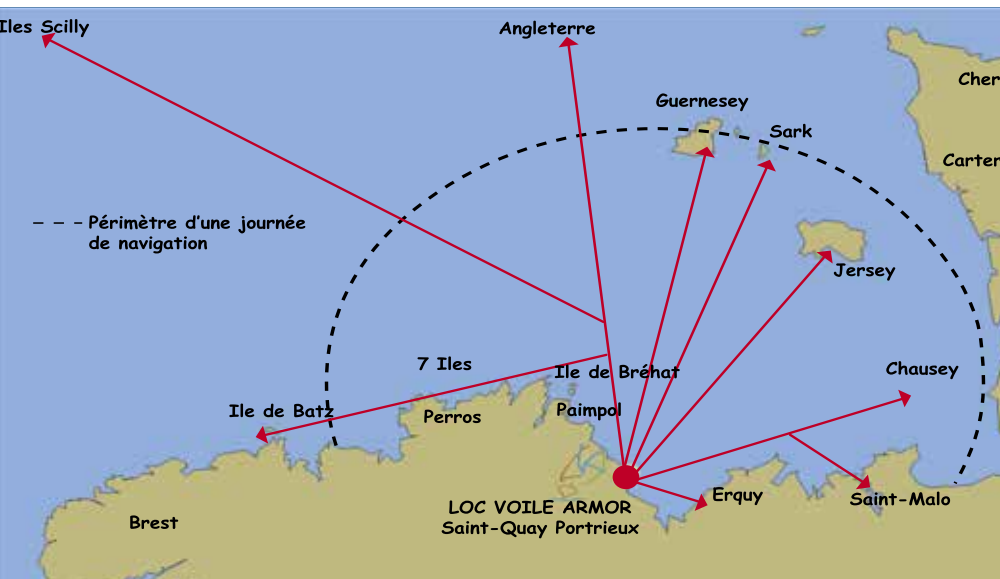 Iles Scilly
Angleterre
Cher
Guernesey
Sark
Carter
Périmètre d'une journée
de navigation
Jersey
7 Iles
Ile de Bréhat
Chausey
Ile de Batz
Perros
Paimpol
Erquy
Saint-Malo
LOC VOILE ARMOR
Saint-Quay Portrieux
Brest